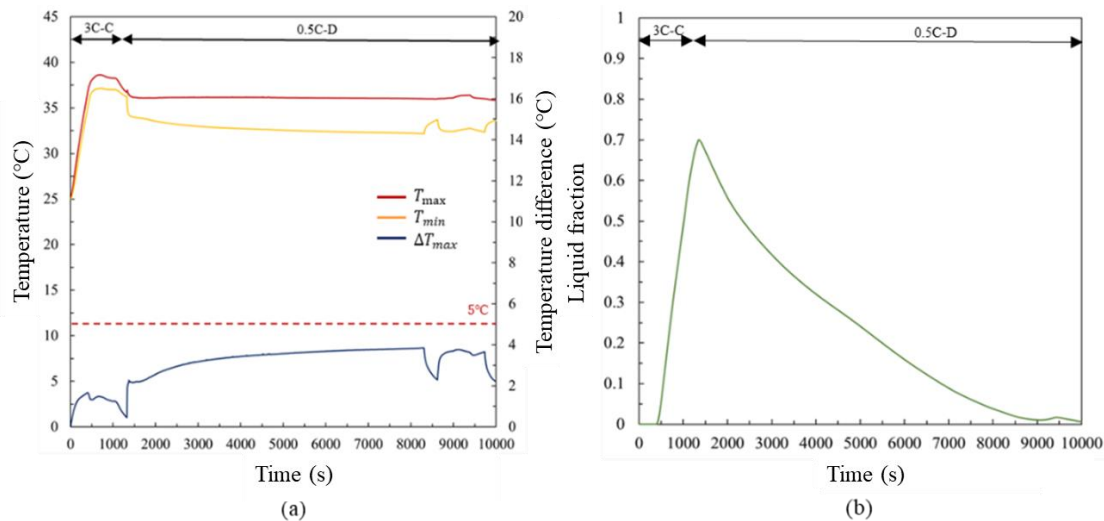 3C-C 0.5C-D
45
40
35
30
25
20
15
10
5
0
20
18
16
14
12
10
8
6
4
2
0
Temperature (℃)
Temperature difference (℃)
T_max
T_min
ΔT_max
5℃
0 1000 2000 3000 4000 5000 6000 7000 8000 9000 10000
Time (s)
(a)
3C-C 0.5C-D
1
0.9
0.8
0.7
0.6
0.5
0.4
0.3
0.2
0.1
0
Liquid fraction
0 1000 2000 3000 4000 5000 6000 7000 8000 9000 10000
Time (s)
(b)